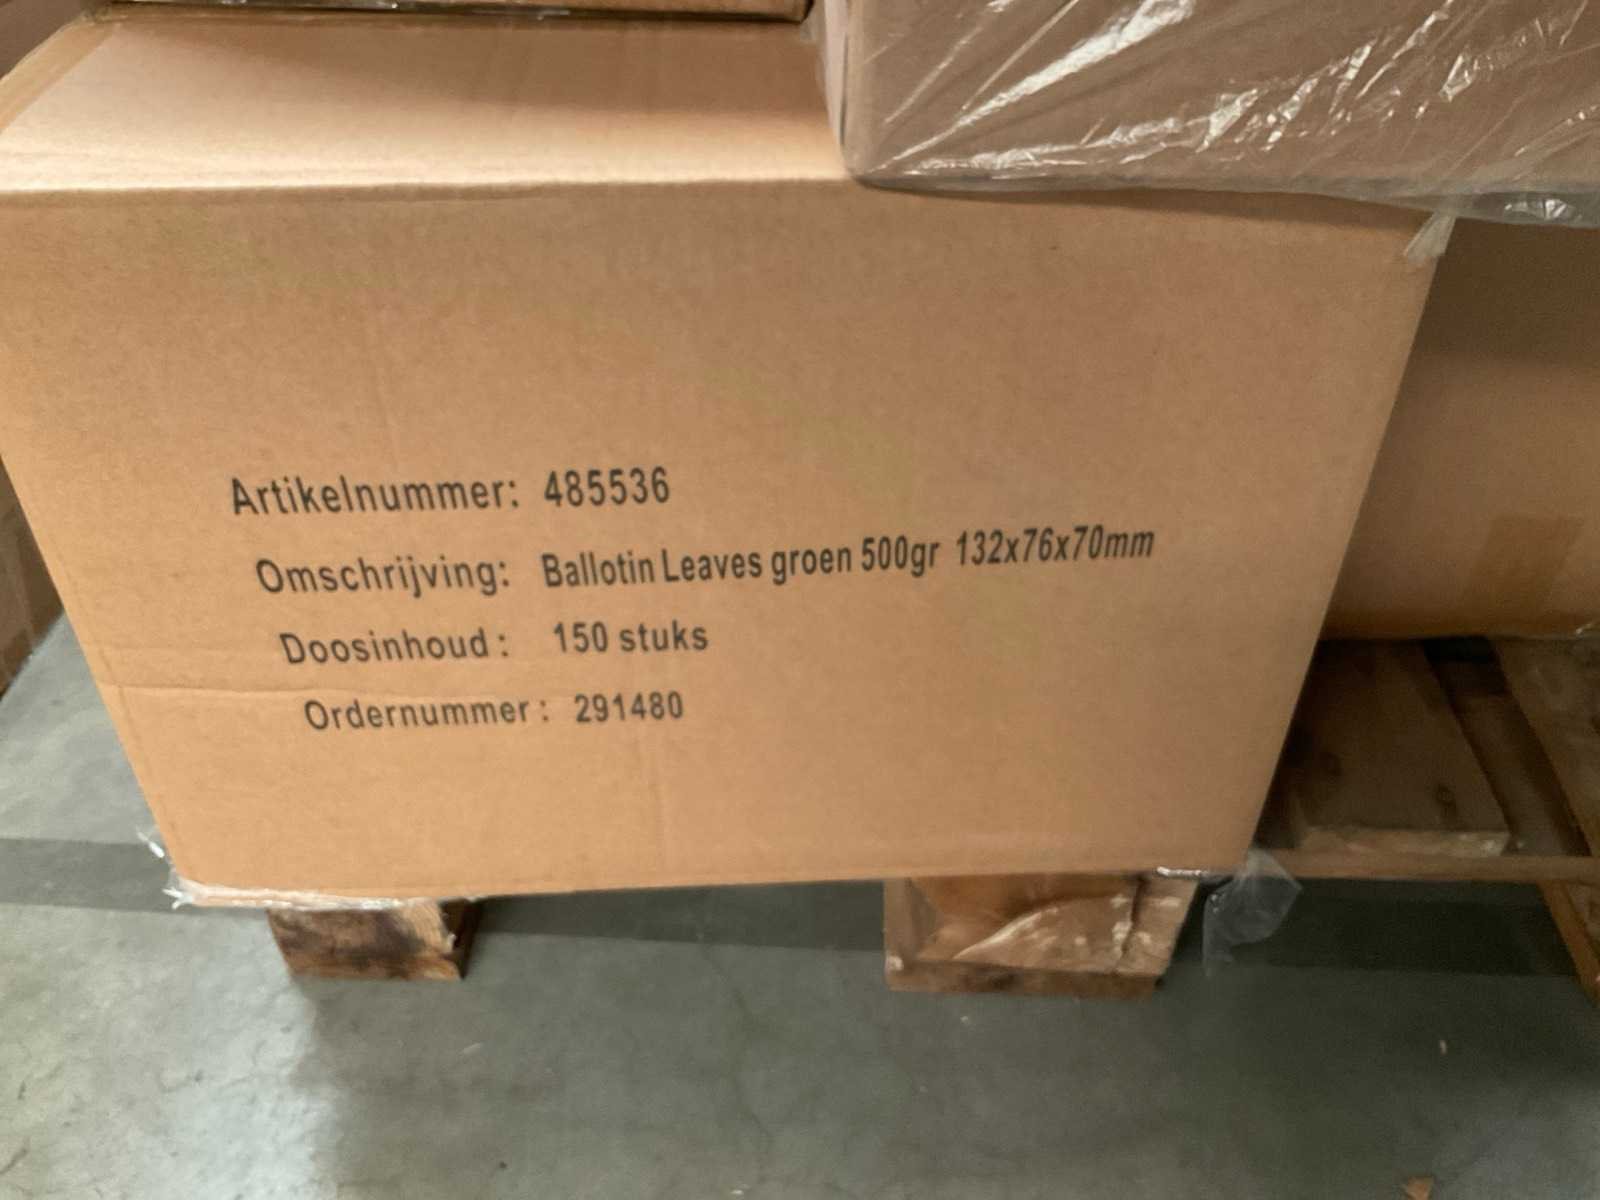 Artikelnummer: 485536
Omschrijving: Ballotin Leaves groen 500gr 132x76x70mm
Doosinhoud : 150 stuks
Ordernummer : 291480